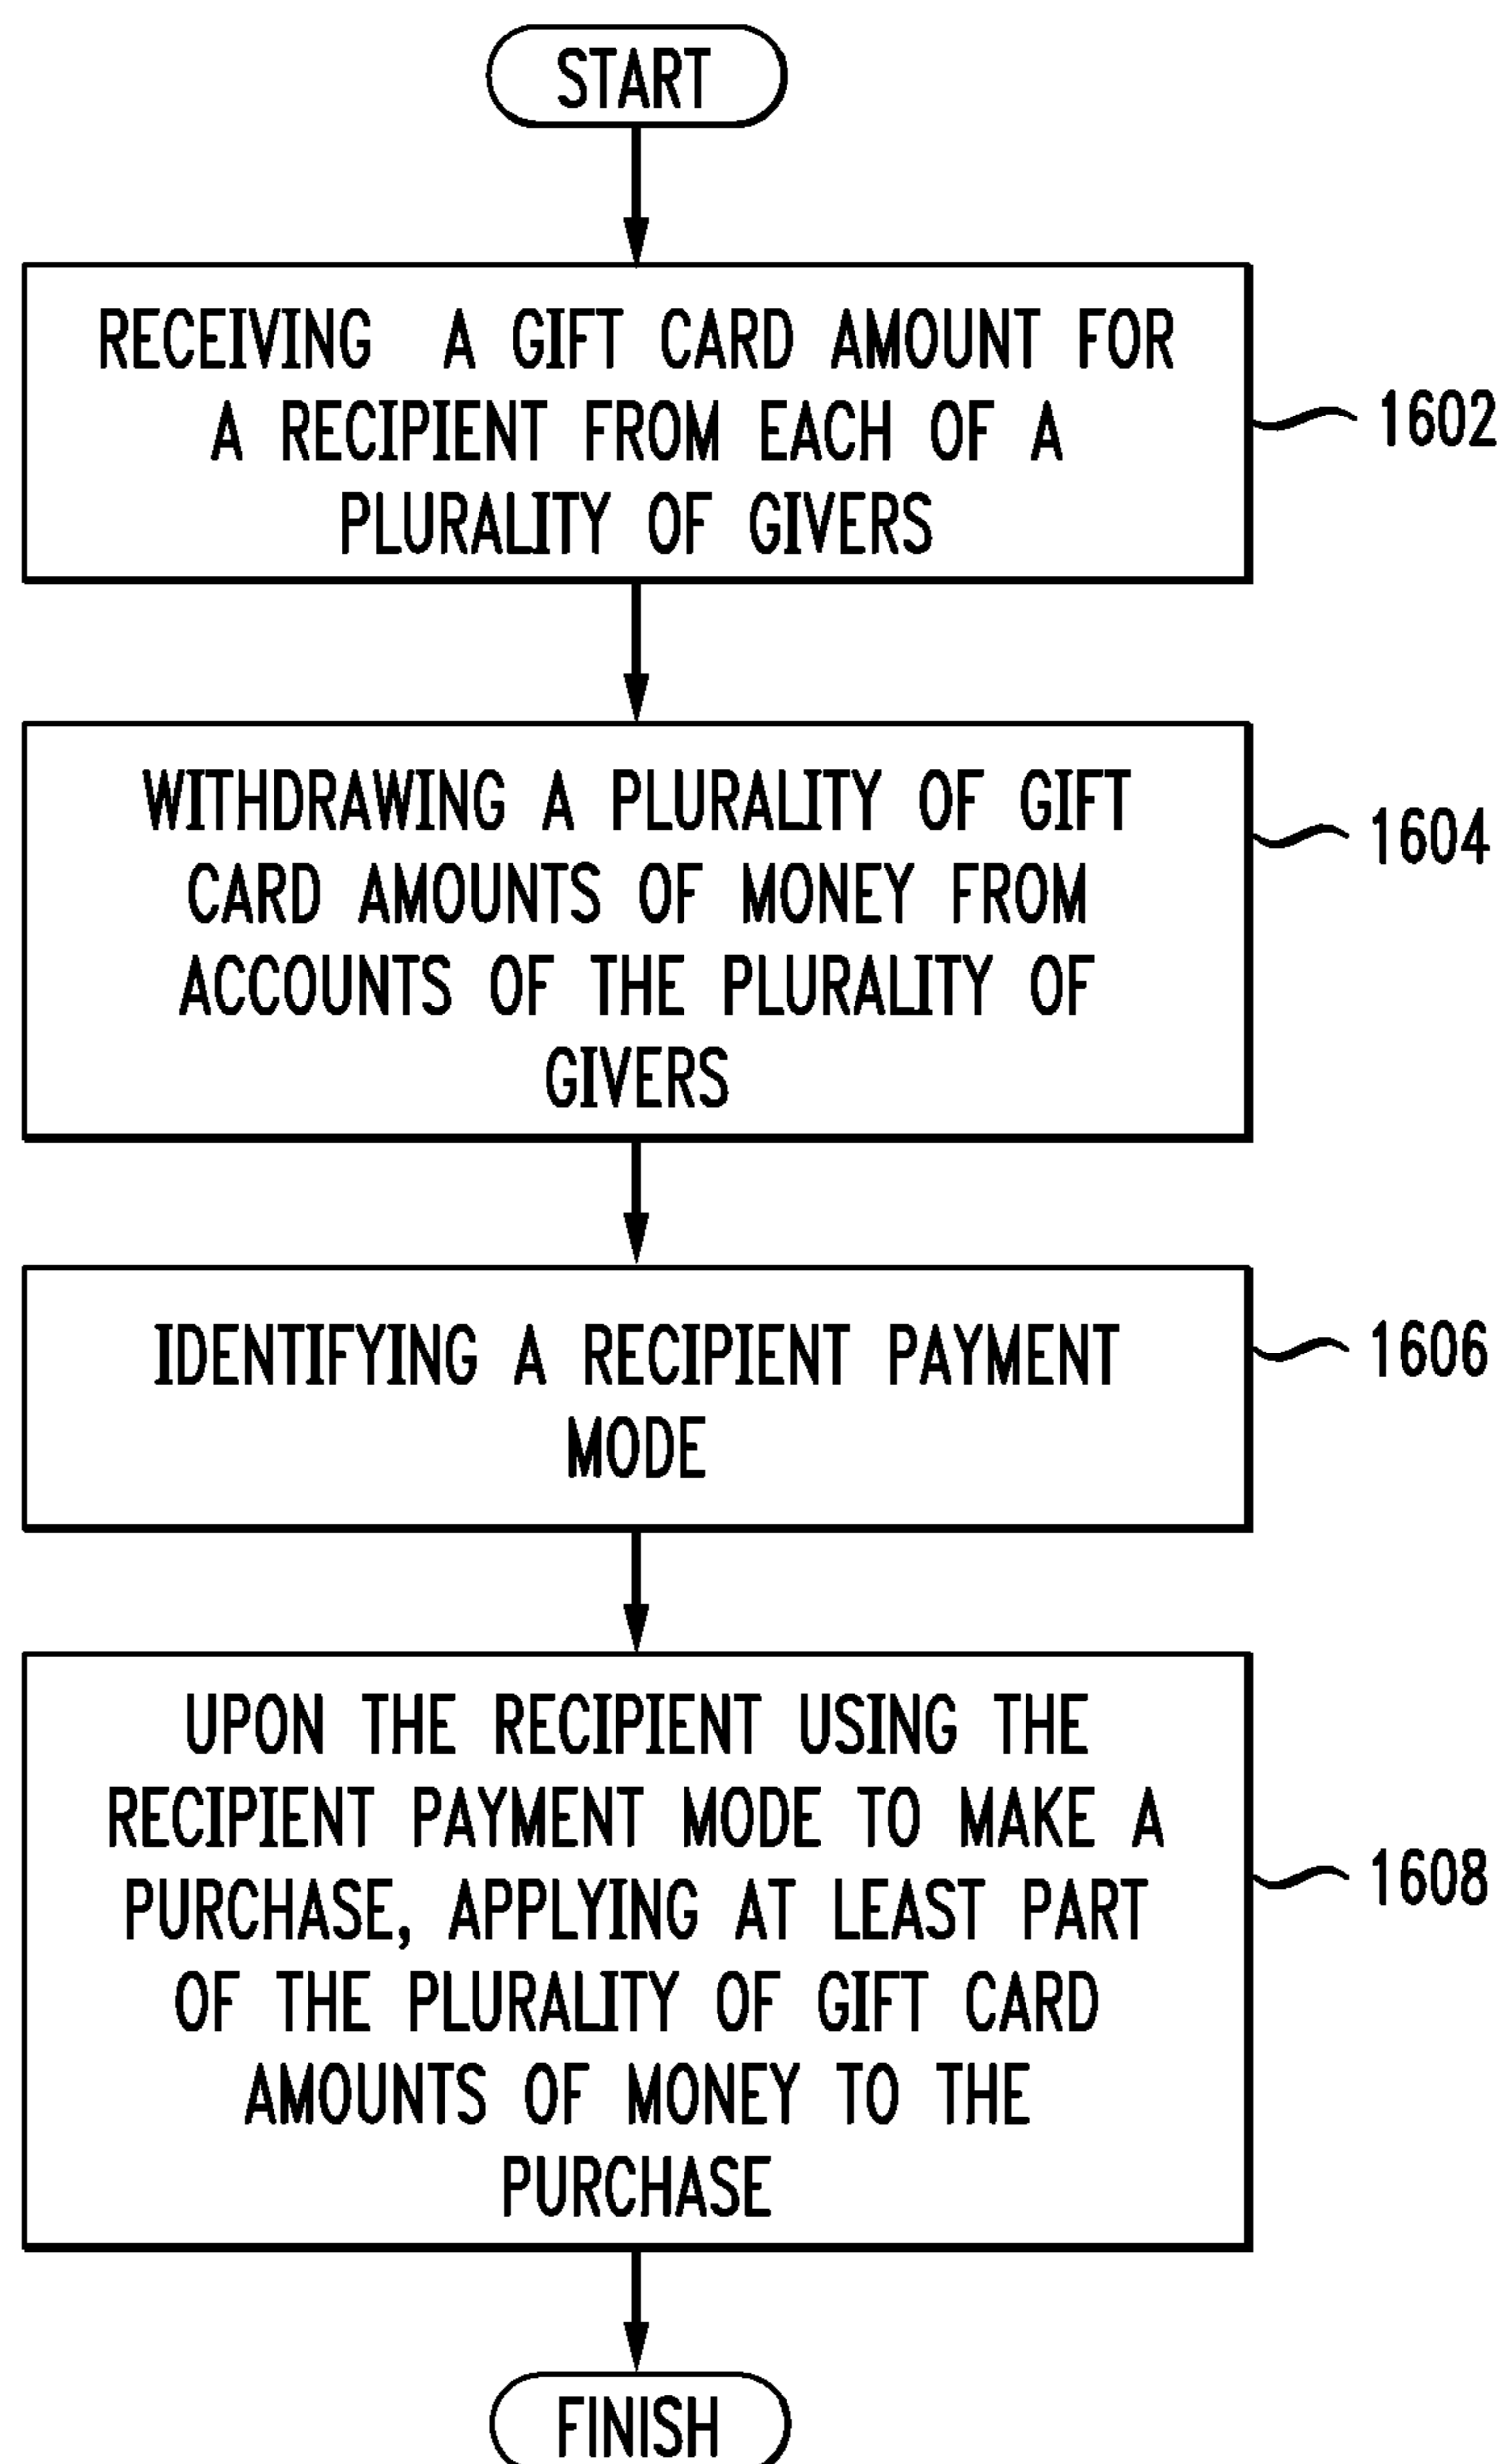 START
RECEIVING A GIFT CARD AMOUNT FOR
A RECIPIENT FROM EACH OF A
PLURALITY OF GIVERS
1602
WITHDRAWING A PLURALITY OF GIFT
CARD AMOUNTS OF MONEY FROM
ACCOUNTS OF THE PLURALITY OF
GIVERS
1604
IDENTIFYING A RECIPIENT PAYMENT
MODE
1606
UPON THE RECIPIENT USING THE
RECIPIENT PAYMENT MODE TO MAKE A
PURCHASE, APPLYING AT LEAST PART
OF THE PLURALITY OF GIFT CARD
AMOUNTS OF MONEY TO THE
PURCHASE
1608
FINISH